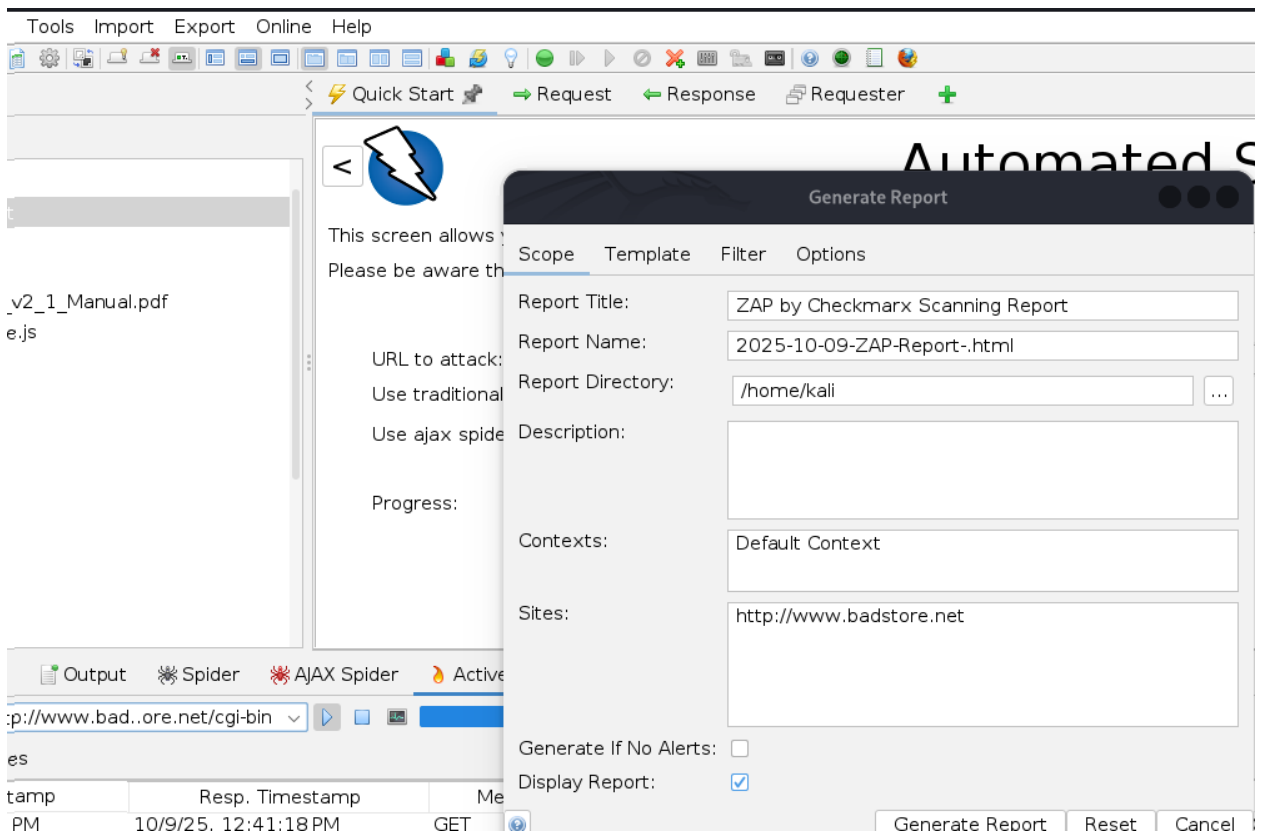 Tools Import Export Online Help
Quick Start Request Response Requester
<
Automated S
Generate Report
This screen allows
Please be aware th
Scope Template Filter Options
_v2_1_Manual.pdf
e.js
Report Title: ZAP by Checkmarx Scanning Report
Report Name: 2025-10-09-ZAP-Report-.html
URL to attack:
Report Directory: /home/kali ...
Use traditional
Use ajax spide
Description:
Progress:
Contexts: Default Context
Sites: http://www.badstore.net
Output Spider AJAX Spider Active
tp://www.bad..ore.net/cgi-bin
Generate If No Alerts:
es
Display Report:
tamp Resp. Timestamp Me
PM 10/9/25, 12:41:18 PM GET
Generate Report Reset Cancel